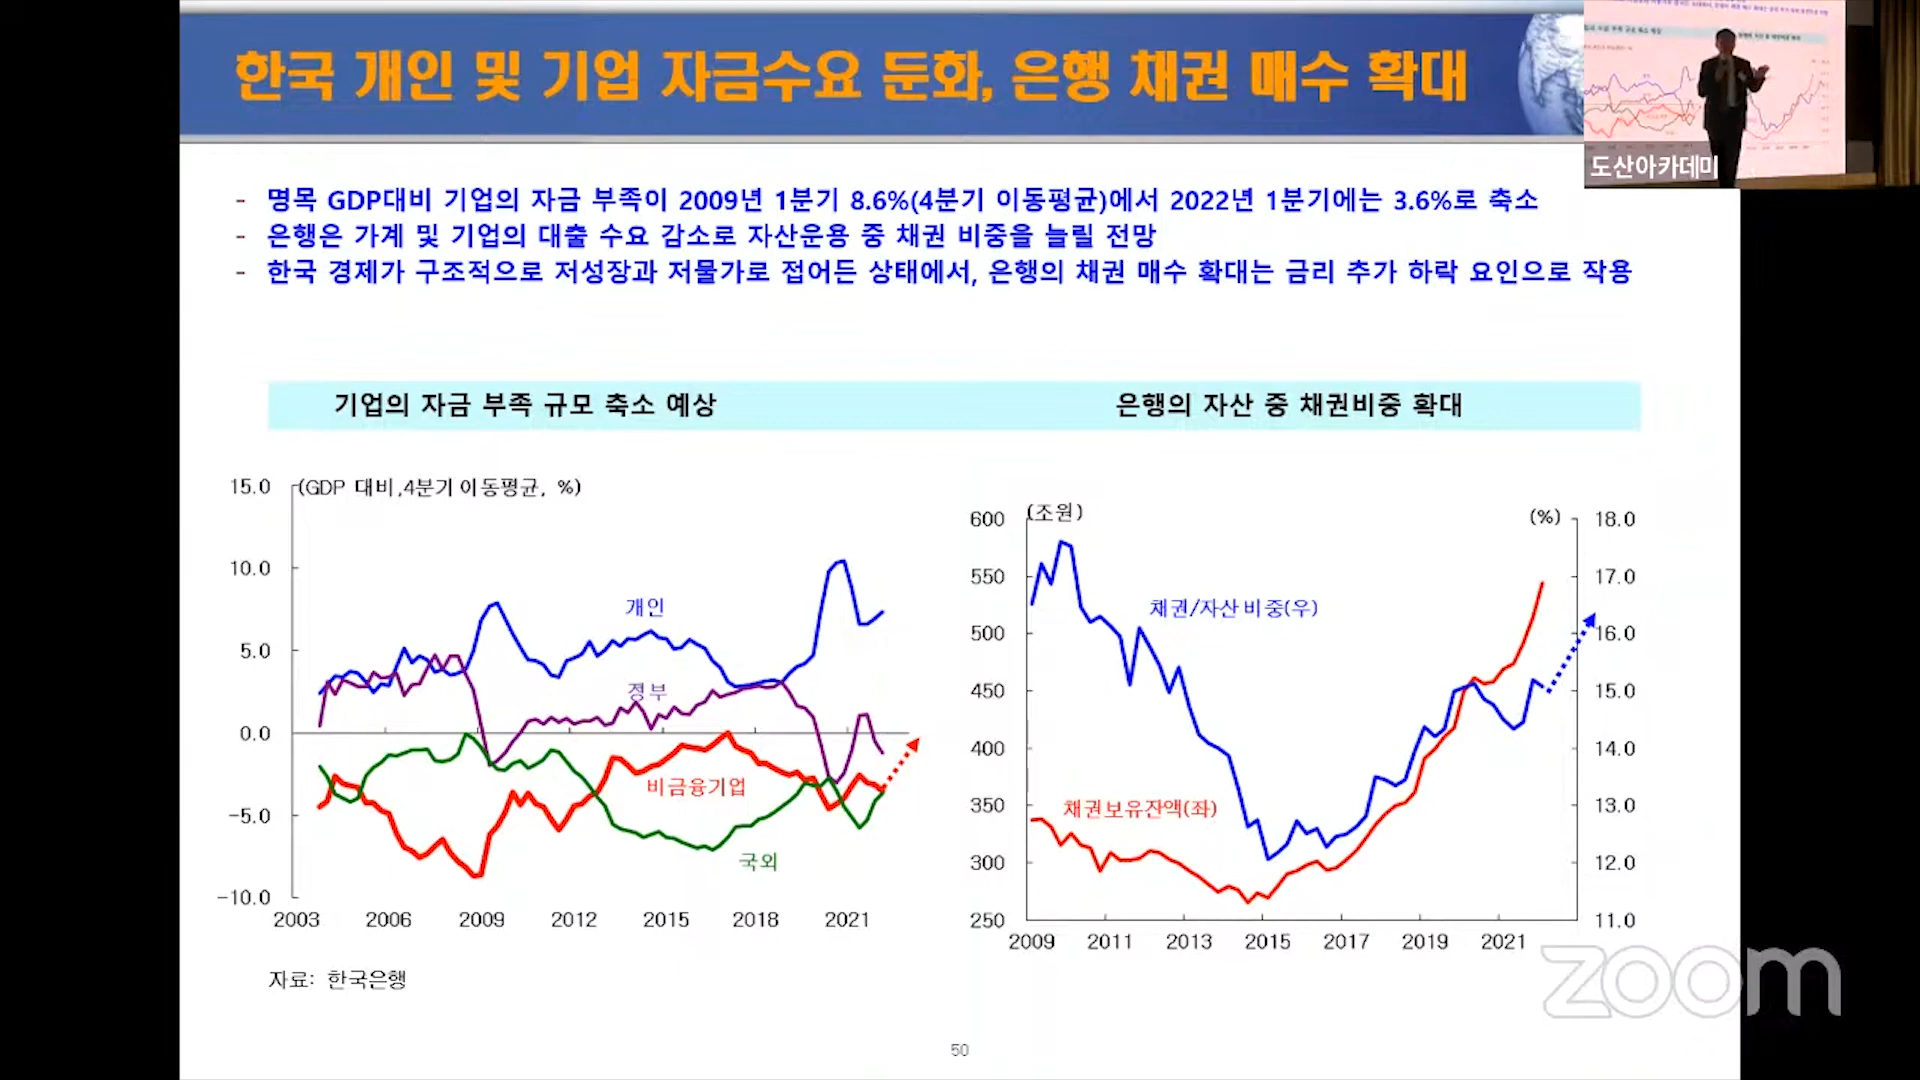 한국 개인 및 기업 자금수요 둔화, 은행 채권 매수 확대
도산아카데미
- 명목 GDP대비 기업의 자금 부족이 2009년 1분기 8.6%(4분기 이동평균)에서 2022년 1분기에는 3.6%로 축소
- 은행은 가계 및 기업의 대출 수요 감소로 자산운용 중 채권 비중을 늘릴 전망
- 한국 경제가 구조적으로 저성장과 저물가로 접어든 상태에서, 은행의 채권 매수 확대는 금리 추가 하락 요인으로 작용
기업의 자금 부족 규모 축소 예상
은행의 자산 중 채권비중 확대
(GDP 대비,4분기 이동평균, %)
15.0
10.0
5.0
0.0
-5.0
-10.0
개인
정부
비금융기업
국외
2003 2006 2009 2012 2015 2018 2021
(조원)
(%)
600
550
500
450
400
350
300
250
18.0
17.0
16.0
15.0
14.0
13.0
12.0
11.0
채권/자산 비중(우)
채권보유잔액(좌)
2009 2011 2013 2015 2017 2019 2021
자료: 한국은행
zoom
50